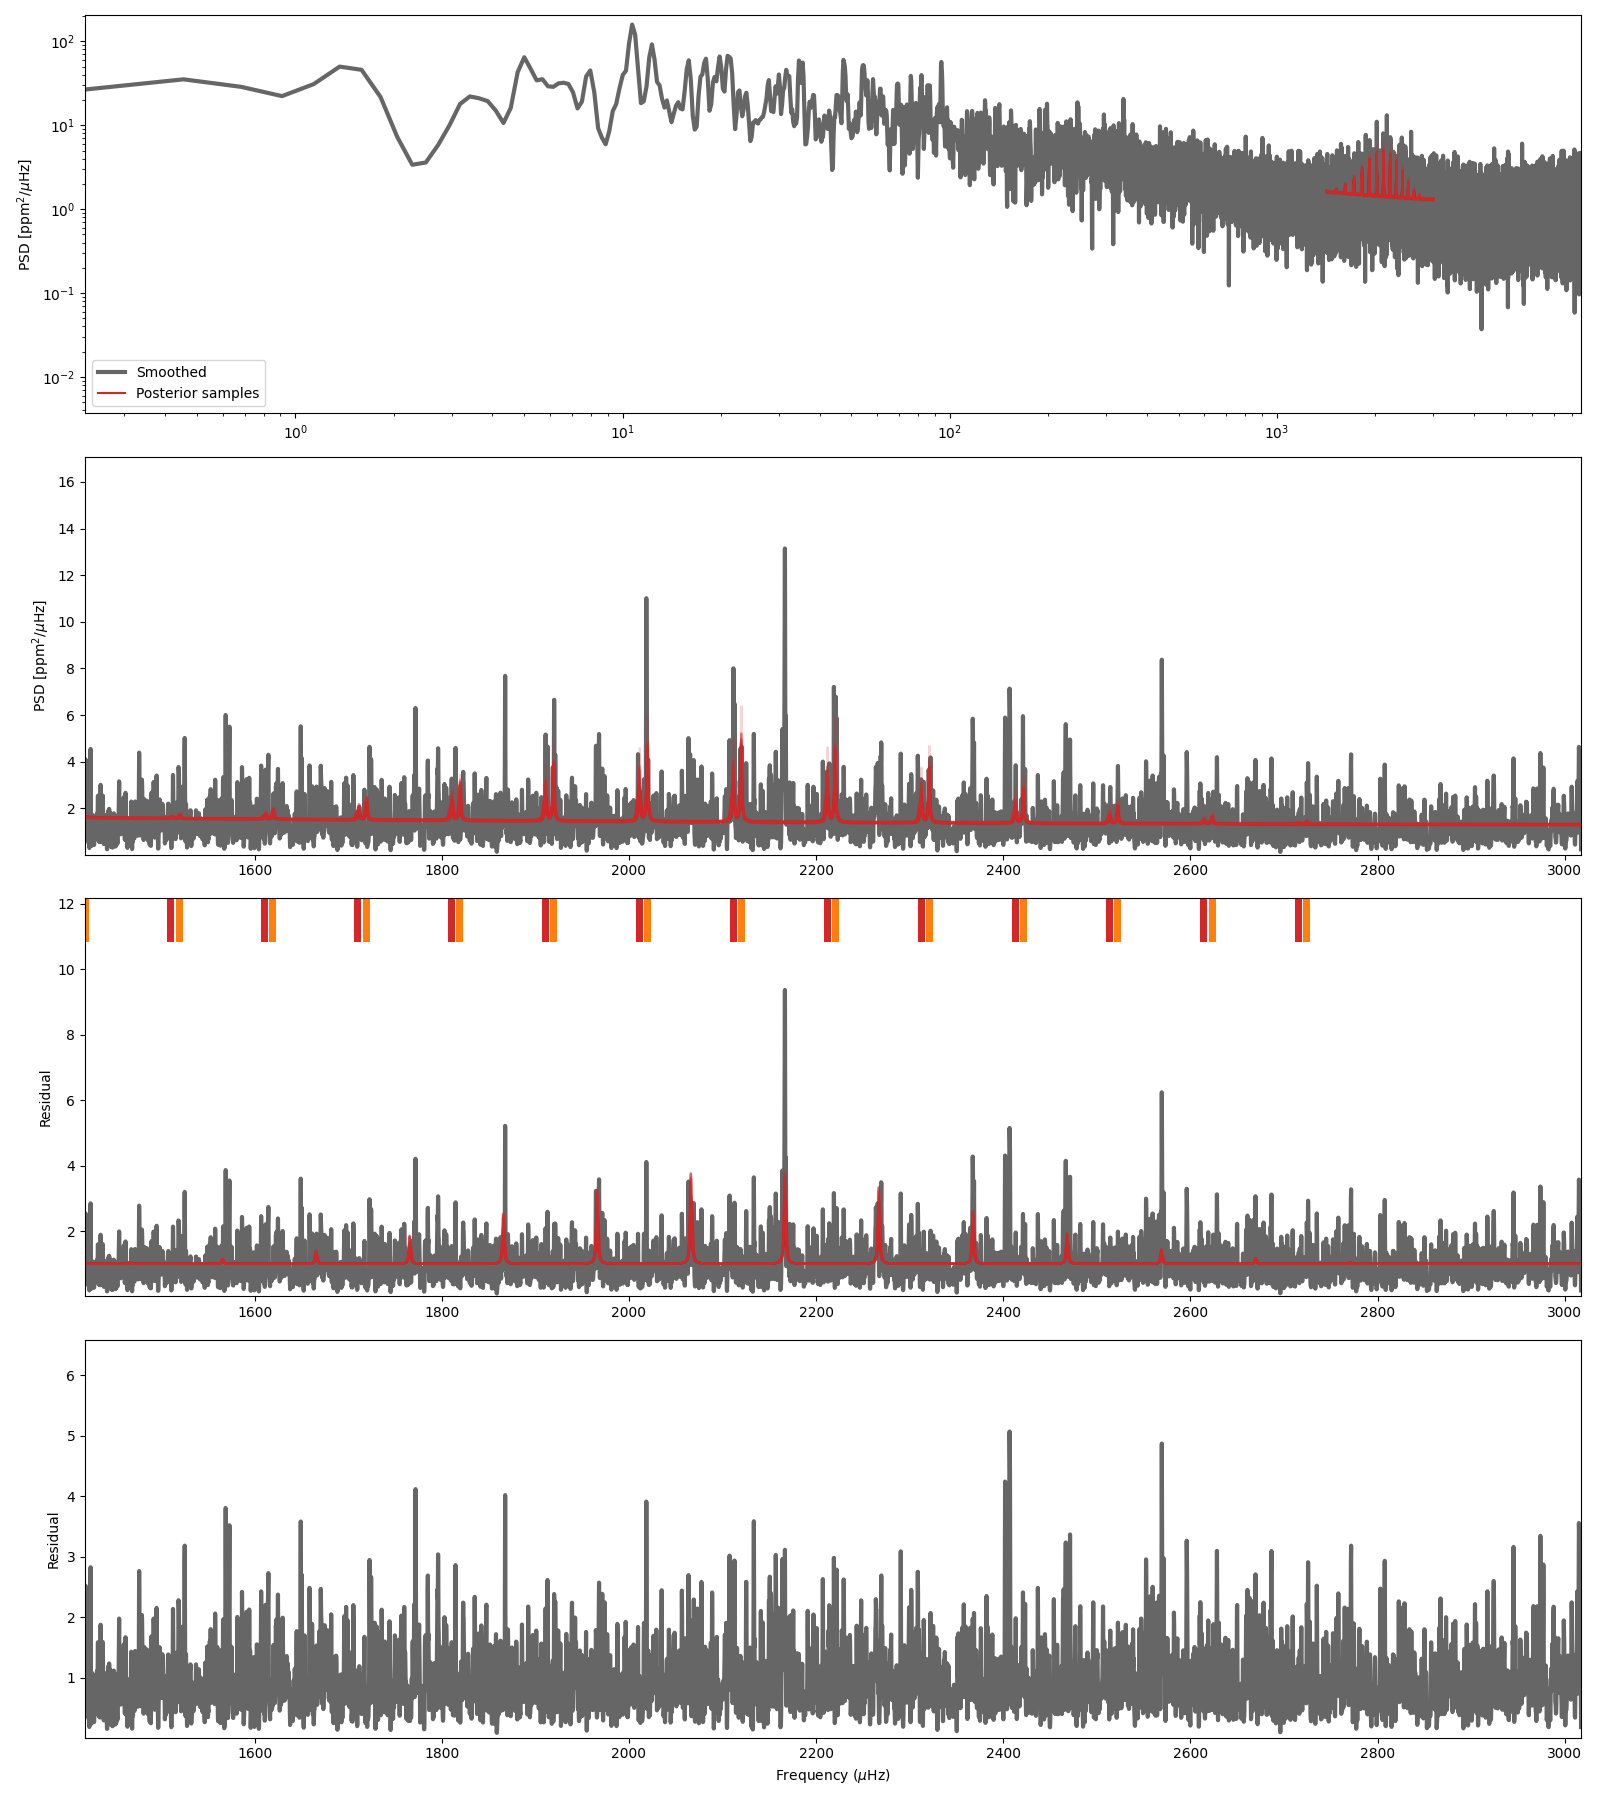 10²
10¹
10⁰
10⁻¹
10⁻²
PSD [ppm²/μHz]
Smoothed
Posterior samples
10⁰ 10¹ 10² 10³
16
14
12
10
8
6
4
2
PSD [ppm²/μHz]
1600 1800 2000 2200 2400 2600 2800 3000
12
10
8
6
4
2
Residual
1600 1800 2000 2200 2400 2600 2800 3000
6
5
4
3
2
1
Residual
1600 1800 2000 2200 2400 2600 2800 3000
Frequency (μHz)